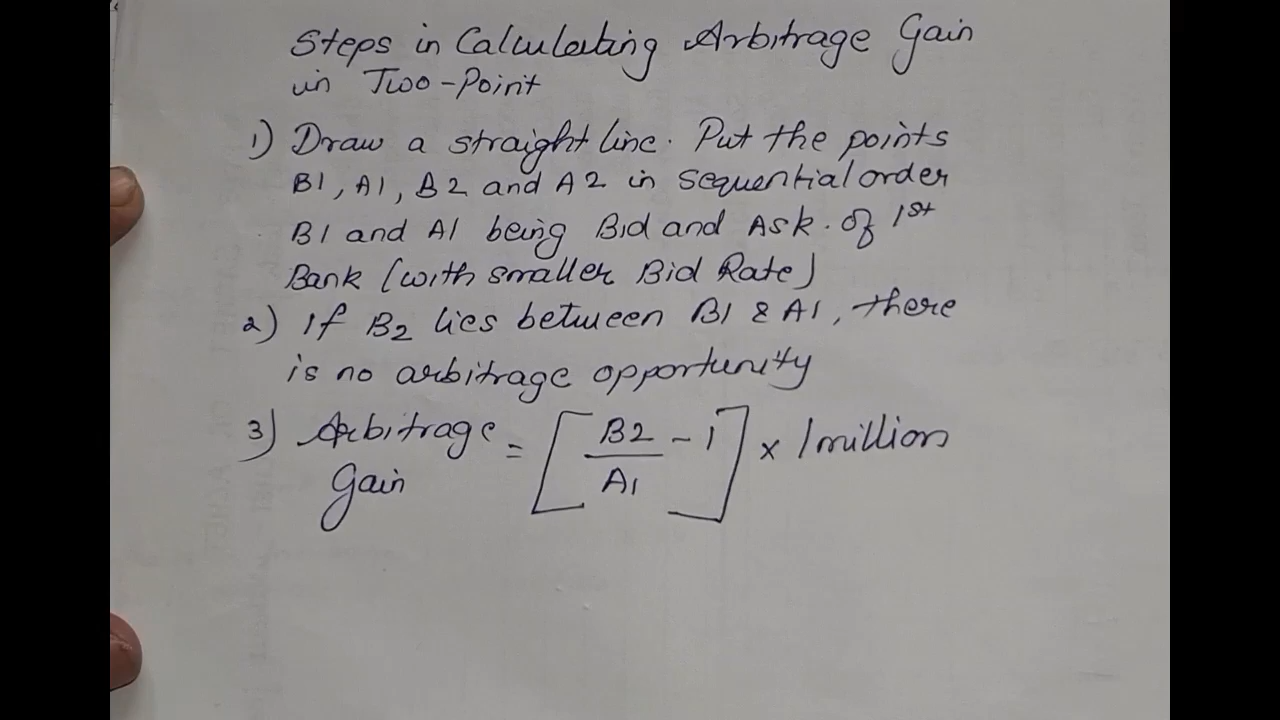 Steps in Calculating Arbitrage Gain
in Two-Point
1) Draw a straight line. Put the points
B1, A1, B2 and A2 in sequential order
B1 and A1 being Bid and Ask. of 1st
Bank (with smaller Bid Rate)
2) If B2 lies between B1 & A1, there
is no arbitrage opportunity
3) Arbitrage Gain = [B2/A1 - 1] × 1 million